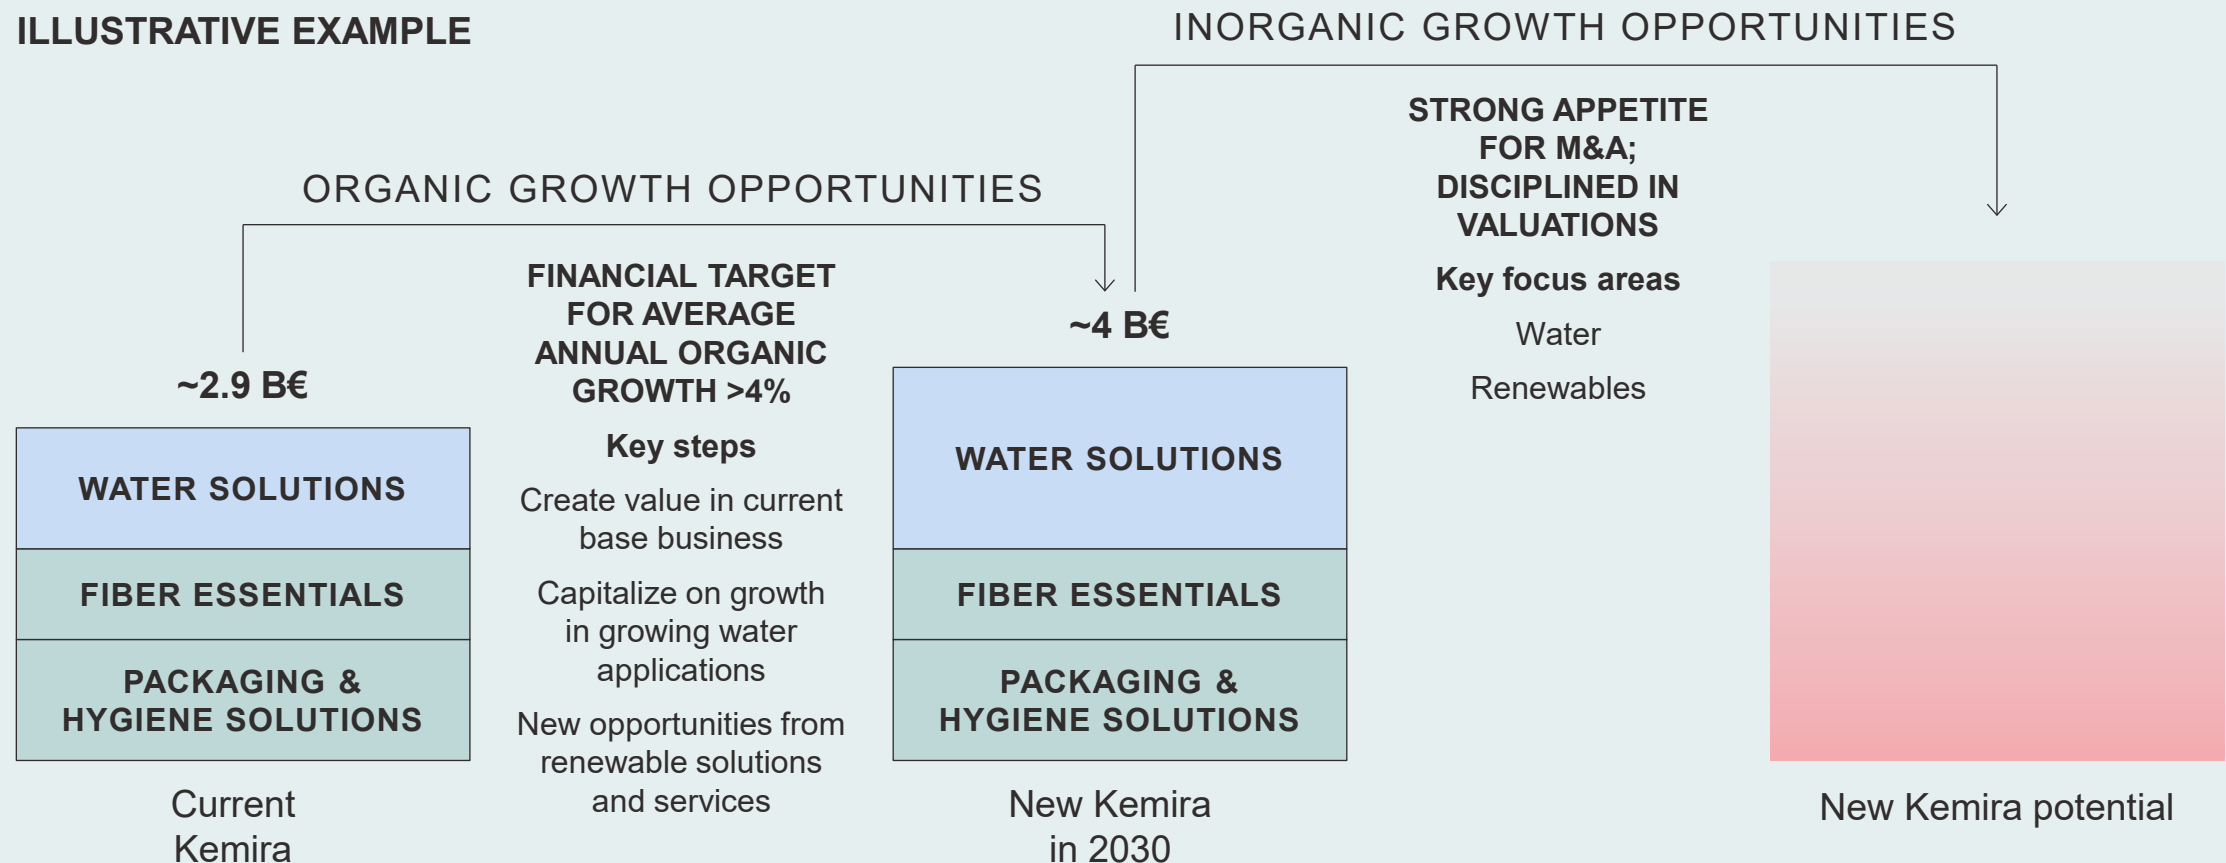 ILLUSTRATIVE EXAMPLE
INORGANIC GROWTH OPPORTUNITIES
ORGANIC GROWTH OPPORTUNITIES
~2.9 B€
WATER SOLUTIONS
FIBER ESSENTIALS
PACKAGING &
HYGIENE SOLUTIONS
Current
Kemira
FINANCIAL TARGET
FOR AVERAGE
ANNUAL ORGANIC
GROWTH >4%
Key steps
Create value in current
base business
Capitalize on growth
in growing water
applications
New opportunities from
renewable solutions
and services
~4 B€
WATER SOLUTIONS
FIBER ESSENTIALS
PACKAGING &
HYGIENE SOLUTIONS
New Kemira
in 2030
STRONG APPETITE
FOR M&A;
DISCIPLINED IN
VALUATIONS
Key focus areas
Water
Renewables
New Kemira potential